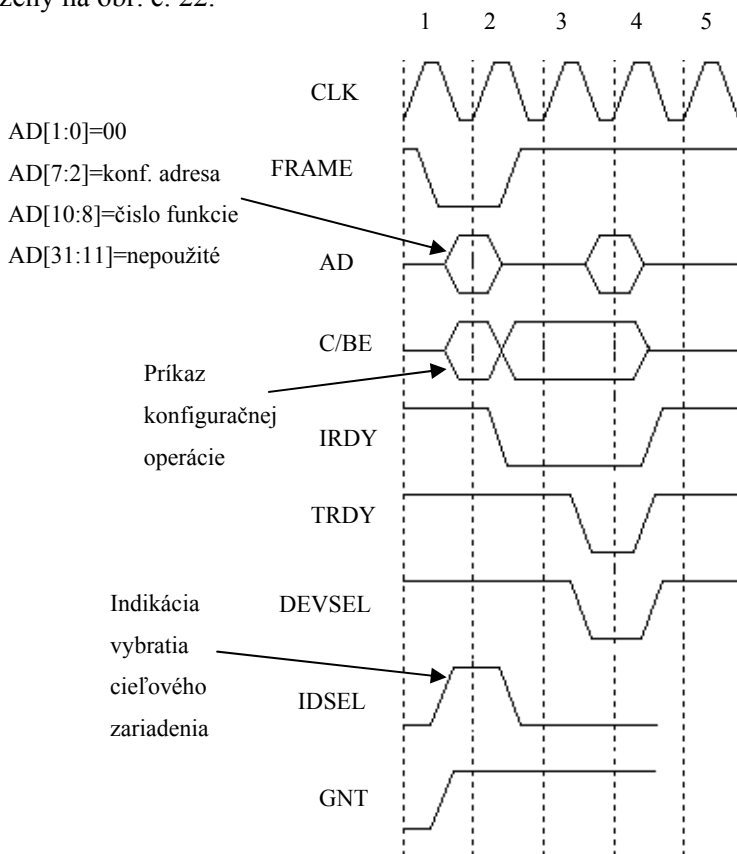 zený na obr. č. 22.
1 2 3 4 5
CLK
AD[1:0]=00
AD[7:2]=konf. adresa
AD[10:8]=čislo funkcie
AD[31:11]=nepoužité
FRAME
AD
C/BE
Príkaz
konfiguračnej
operácie
IRDY
TRDY
DEVSEL
Indikácia
vybratia
cieľového
zariadenia
IDSEL
GNT